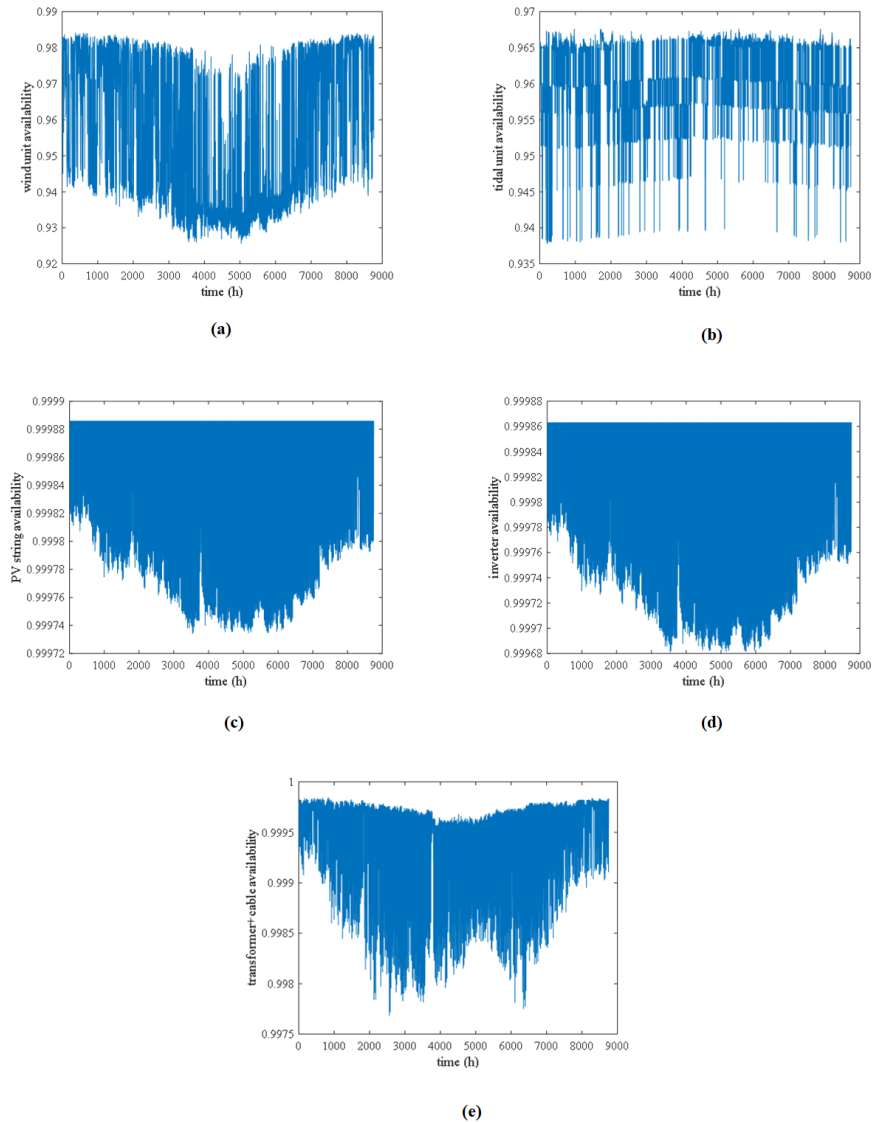 0.99
0.98
0.97
0.96
0.95
0.94
0.93
0.92
wind unit availability
0 1000 2000 3000 4000 5000 6000 7000 8000 9000
time (h)
(a)
0.97
0.965
0.96
0.955
0.95
0.945
0.94
0.935
tidal unit availability
0 1000 2000 3000 4000 5000 6000 7000 8000 9000
time (h)
(b)
0.9999
0.99988
0.99986
0.99984
0.99982
0.9998
0.99978
0.99976
0.99974
0.99972
PV string availability
0 1000 2000 3000 4000 5000 6000 7000 8000 9000
time (h)
(c)
0.99988
0.99986
0.99984
0.99982
0.9998
0.99978
0.99976
0.99974
0.99972
0.9997
0.99968
inverter availability
0 1000 2000 3000 4000 5000 6000 7000 8000 9000
time (h)
(d)
1
0.9995
0.999
0.9985
0.998
0.9975
transformer+ cable availability
0 1000 2000 3000 4000 5000 6000 7000 8000 9000
time (h)
(e)